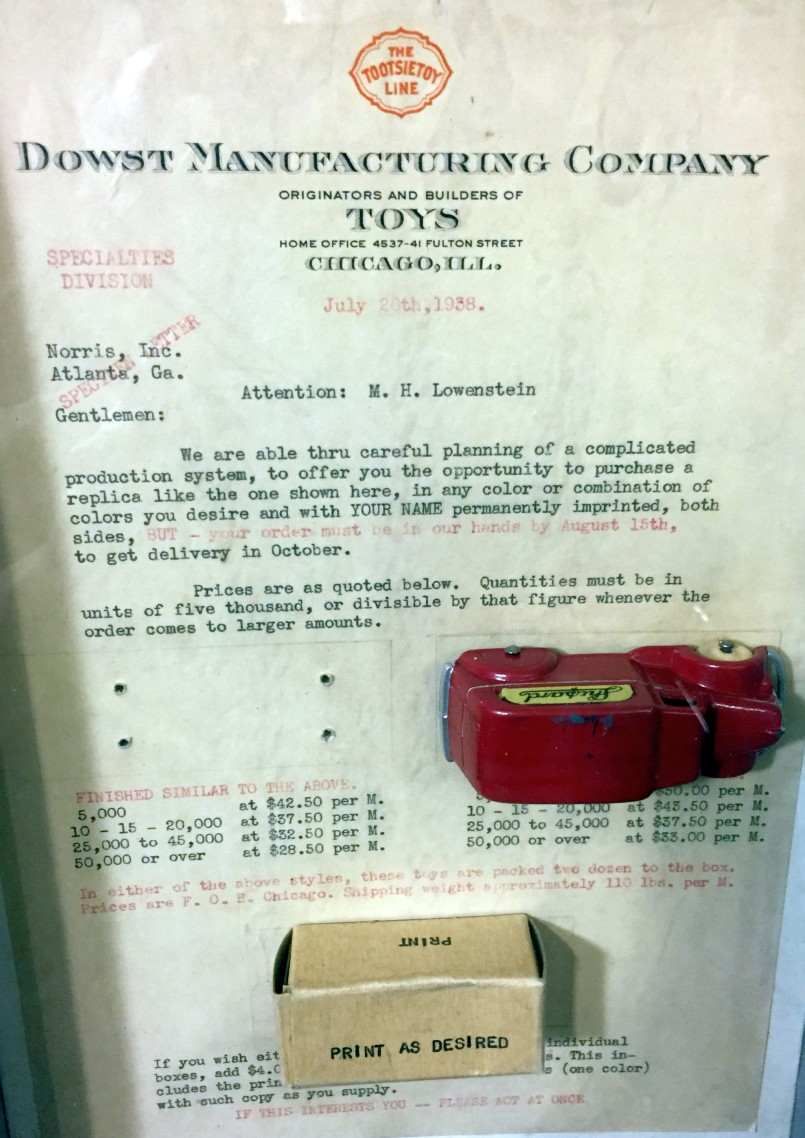 THE
TOOTSIETOY
LINE
DOWST MANUFACTURING COMPANY
ORIGINATORS AND BUILDERS OF
TOYS
HOME OFFICE 4537-41 FULTON STREET
CHICAGO, ILL.
SPECIALTIES
DIVISION
July 20th,1938.
Norris, Inc.
Atlanta, Ga.
Attention: M. H. Lowenstein
Gentlemen:
We are able thru careful planning of a complicated
production system, to offer you the opportunity to purchase a
replica like the one shown here, in any color or combination of
colors you desire and with YOUR NAME permanently imprinted, both
sides, BUT - your order must be in our hands by August 15th,
to get delivery in October.
Prices are as quoted below. Quantities must be in
units of five thousand, or divisible by that figure whenever the
order comes to larger amounts.
Shepard
FINISHED SIMILAR TO THE ABOVE.
5,000 at $42.50 per M.
10 - 15 - 20,000 at $37.50 per M.
25,000 to 45,000 at $32.50 per M.
50,000 or over at $28.50 per M.
$50.00 per M.
10 - 15 - 20,000 at $43.50 per M.
25,000 to 45,000 at $37.50 per M.
50,000 or over at $33.00 per M.
In either of the above styles, these toys are packed two dozen to the box.
Prices are F. O. B. Chicago. Shipping weight approximately 110 lbs. per M.
PRINT
PRINT AS DESIRED
If you wish individual
boxes, add This in-
cludes the (one color)
with such copy as you supply.
IF THIS INTERESTS YOU -- PLEASE ACT AT ONCE